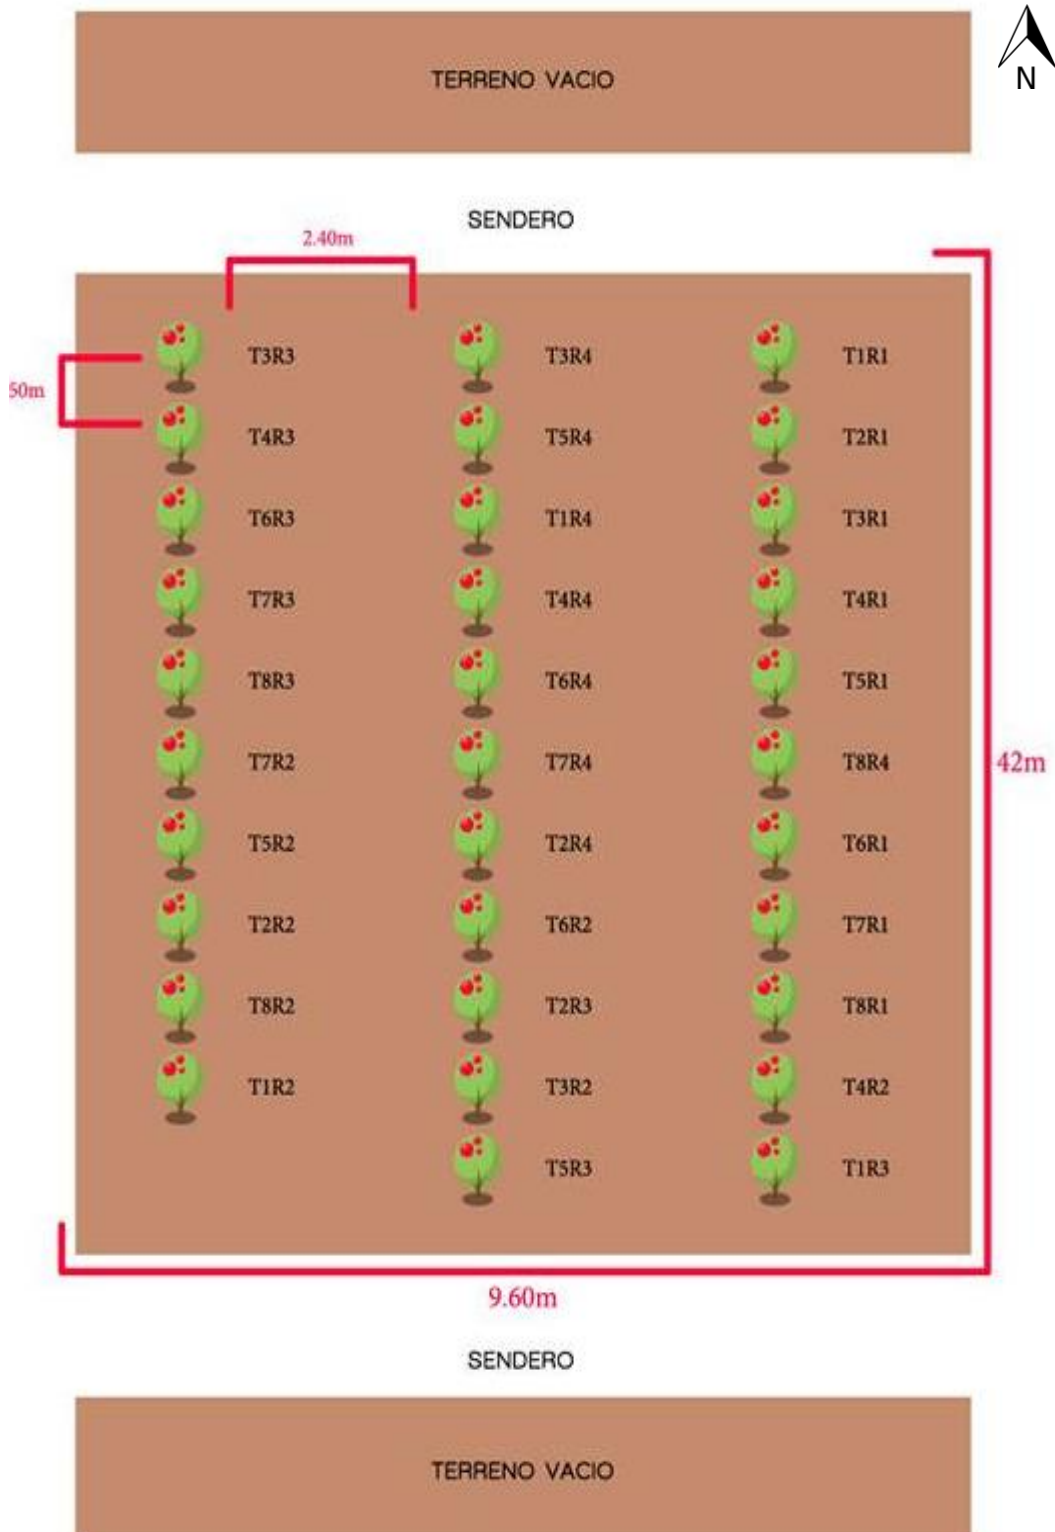 TERRENO VACIO
N
SENDERO
2.40m
T3R3 T3R4 T1R1
50m
T4R3 T5R4 T2R1
T6R3 T1R4 T3R1
T7R3 T4R4 T4R1
T8R3 T6R4 T5R1
T7R2 T7R4 T8R4
42m
T5R2 T2R4 T6R1
T2R2 T6R2 T7R1
T8R2 T2R3 T8R1
T1R2 T3R2 T4R2
T5R3 T1R3
9.60m
SENDERO
TERRENO VACIO